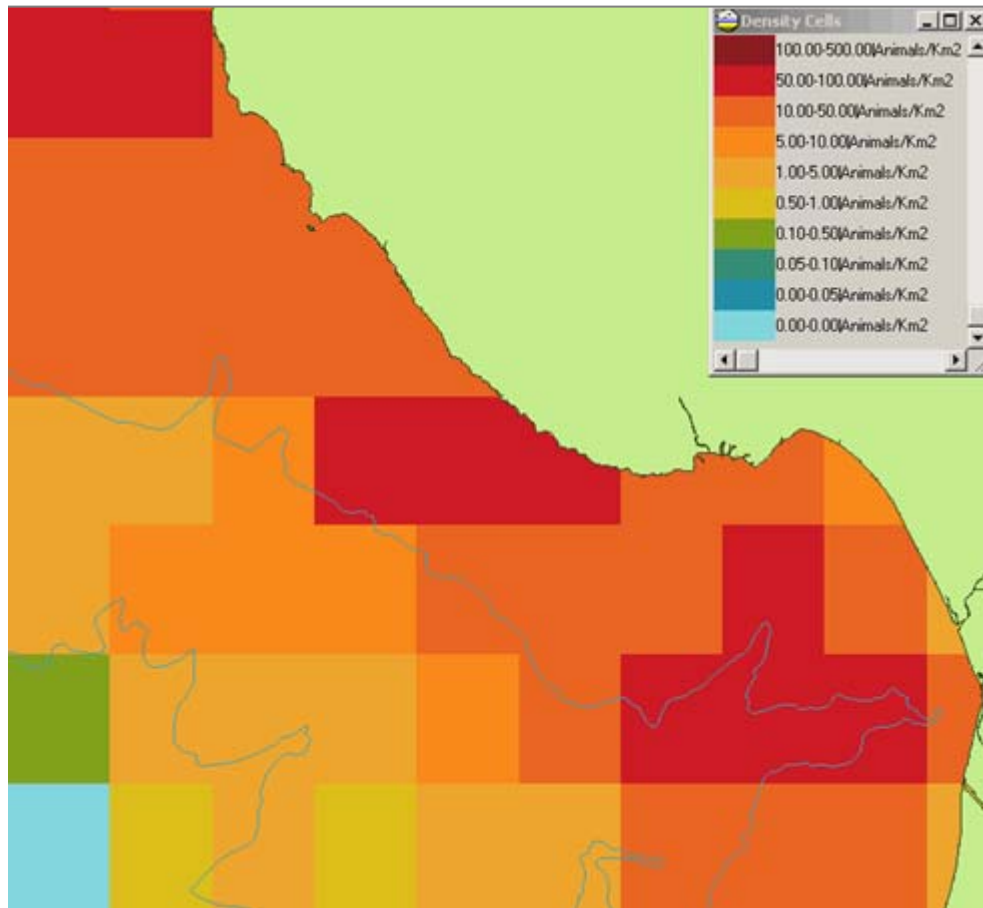 Density Cells
100.00-500.00|Animals/Km2
50.00-100.00|Animals/Km2
10.00-50.00|Animals/Km2
5.00-10.00|Animals/Km2
1.00-5.00|Animals/Km2
0.50-1.00|Animals/Km2
0.10-0.50|Animals/Km2
0.05-0.10|Animals/Km2
0.00-0.05|Animals/Km2
0.00-0.00|Animals/Km2